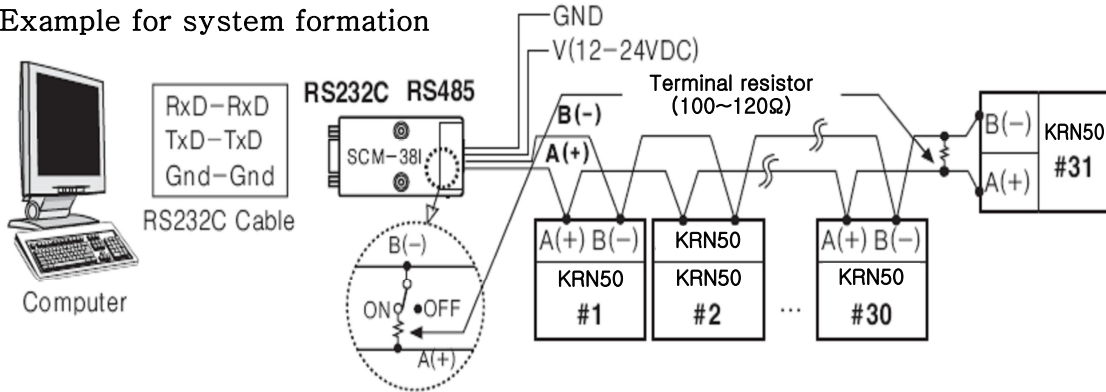 Example for system formation
GND
V(12-24VDC)
RS232C RS485
RxD-RxD
TxD-TxD
Gnd-Gnd
RS232C Cable
Computer
SCM-38I
Terminal resistor
(100~120Ω)
B(-)
A(+)
B(-)
ON OFF
A(+)
A(+) B(-)
KRN50
#1
KRN50
KRN50
#2
...
A(+) B(-)
KRN50
#30
B(-)
A(+)
KRN50
#31